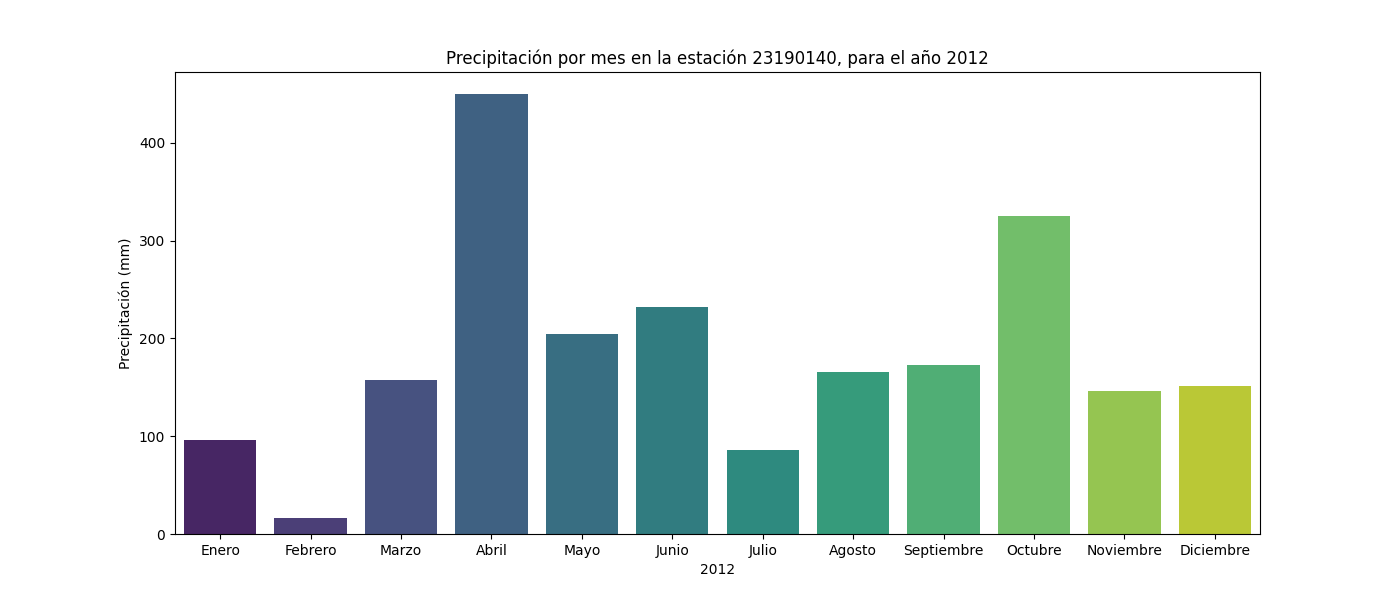 Precipitación por mes en la estación 23190140, para el año 2012
Precipitación (mm)
400
300
200
100
0
Enero Febrero Marzo Abril Mayo Junio Julio Agosto Septiembre Octubre Noviembre Diciembre
2012